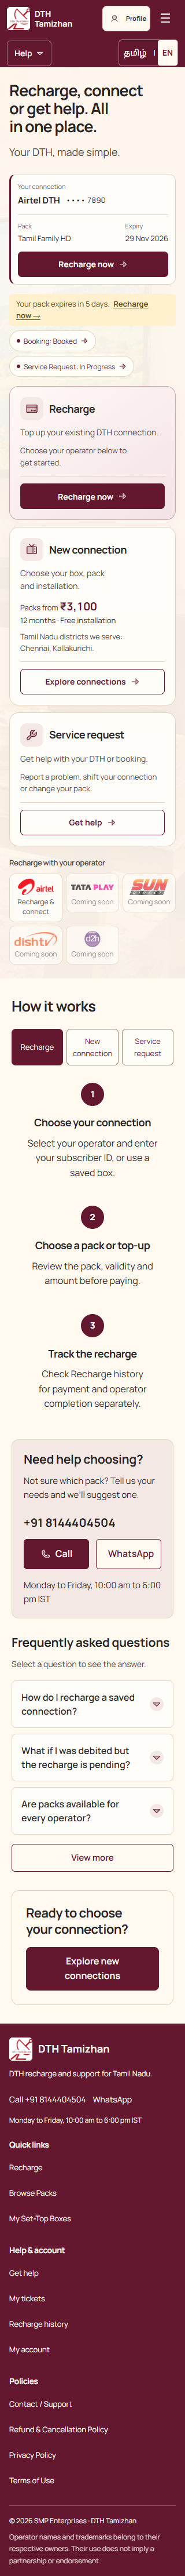 DTH
Tamizhan
Profile
Help
தமிழ் | EN
Recharge, connect
or get help. All
in one place.
Your DTH, made simple.
Your connection
Airtel DTH •••• 7890
Pack
Expiry
Tamil Family HD
29 Nov 2026
Recharge now →
Your pack expires in 5 days. Recharge
now →
Booking: Booked →
Service Request: In Progress →
Recharge
Top up your existing DTH connection.
Choose your operator below to
get started.
Recharge now →
New connection
Choose your box, pack
and installation.
Packs from ₹3,100
12 months · Free installation
Tamil Nadu districts we serve:
Chennai, Kallakurichi.
Explore connections →
Service request
Get help with your DTH or booking.
Report a problem, shift your connection
or change your pack.
Get help →
Recharge with your operator
airtel
Recharge &
connect
TATA PLAY
Coming soon
SUN
Coming soon
dishtv
Coming soon
d2h
Coming soon
How it works
Recharge
New
connection
Service
request
1
Choose your connection
Select your operator and enter
your subscriber ID, or use a
saved box.
2
Choose a pack or top-up
Review the pack, validity and
amount before paying.
3
Track the recharge
Check Recharge history
for payment and operator
completion separately.
Need help choosing?
Not sure which pack? Tell us your
needs and we'll suggest one.
+91 8144404504
Call
WhatsApp
Monday to Friday, 10:00 am to 6:00
pm IST
Frequently asked questions
Select a question to see the answer.
How do I recharge a saved
connection?
What if I was debited but
the recharge is pending?
Are packs available for
every operator?
View more
Ready to choose
your connection?
Explore new
connections
DTH Tamizhan
DTH recharge and support for Tamil Nadu.
Call +91 8144404504 WhatsApp
Monday to Friday, 10:00 am to 6:00 pm IST
Quick links
Recharge
Browse Packs
My Set-Top Boxes
Help & account
Get help
My tickets
Recharge history
My account
Policies
Contact / Support
Refund & Cancellation Policy
Privacy Policy
Terms of Use
© 2026 SMP Enterprises · DTH Tamizhan
Operator names and trademarks belong to their
respective owners. Their use does not imply a
partnership or endorsement.